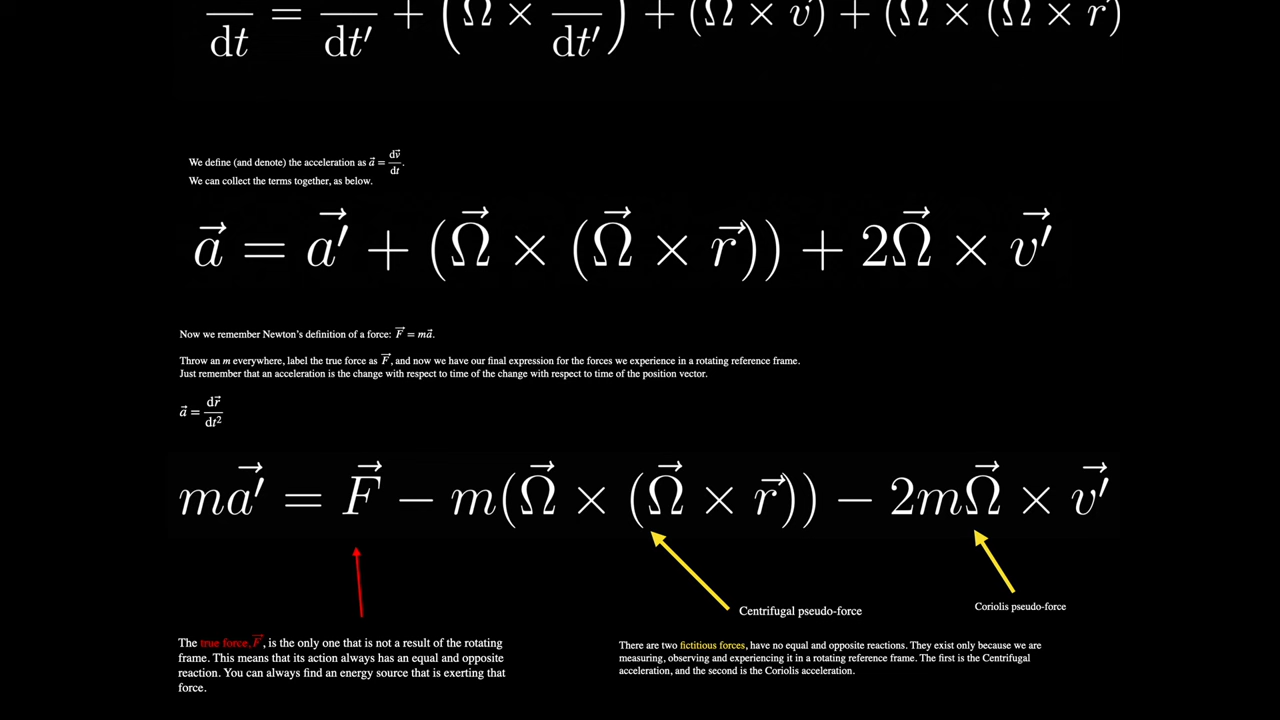 dt = dt′ + (Ω × dt′) + (Ω × v) + (Ω × (Ω × r)
We define (and denote) the acceleration as a⃗ = dv⃗/dt.
We can collect the terms together, as below.
a⃗ = a⃗′ + (Ω⃗ × (Ω⃗ × r⃗)) + 2Ω⃗ × v⃗′
Now we remember Newton's definition of a force: F⃗ = ma⃗.
Throw an m everywhere, label the true force as F⃗, and now we have our final expression for the forces we experience in a rotating reference frame.
Just remember that an acceleration is the change with respect to time of the change with respect to time of the position vector.
a⃗ = dr⃗/dt²
ma⃗′ = F⃗ − m(Ω⃗ × (Ω⃗ × r⃗)) − 2mΩ⃗ × v⃗′
Centrifugal pseudo-force
Coriolis pseudo-force
The true force, F⃗, is the only one that is not a result of the rotating
frame. This means that its action always has an equal and opposite
reaction. You can always find an energy source that is exerting that
force.
There are two fictitious forces, have no equal and opposite reactions. They exist only because we are
measuring, observing and experiencing it in a rotating reference frame. The first is the Centrifugal
acceleration, and the second is the Coriolis acceleration.